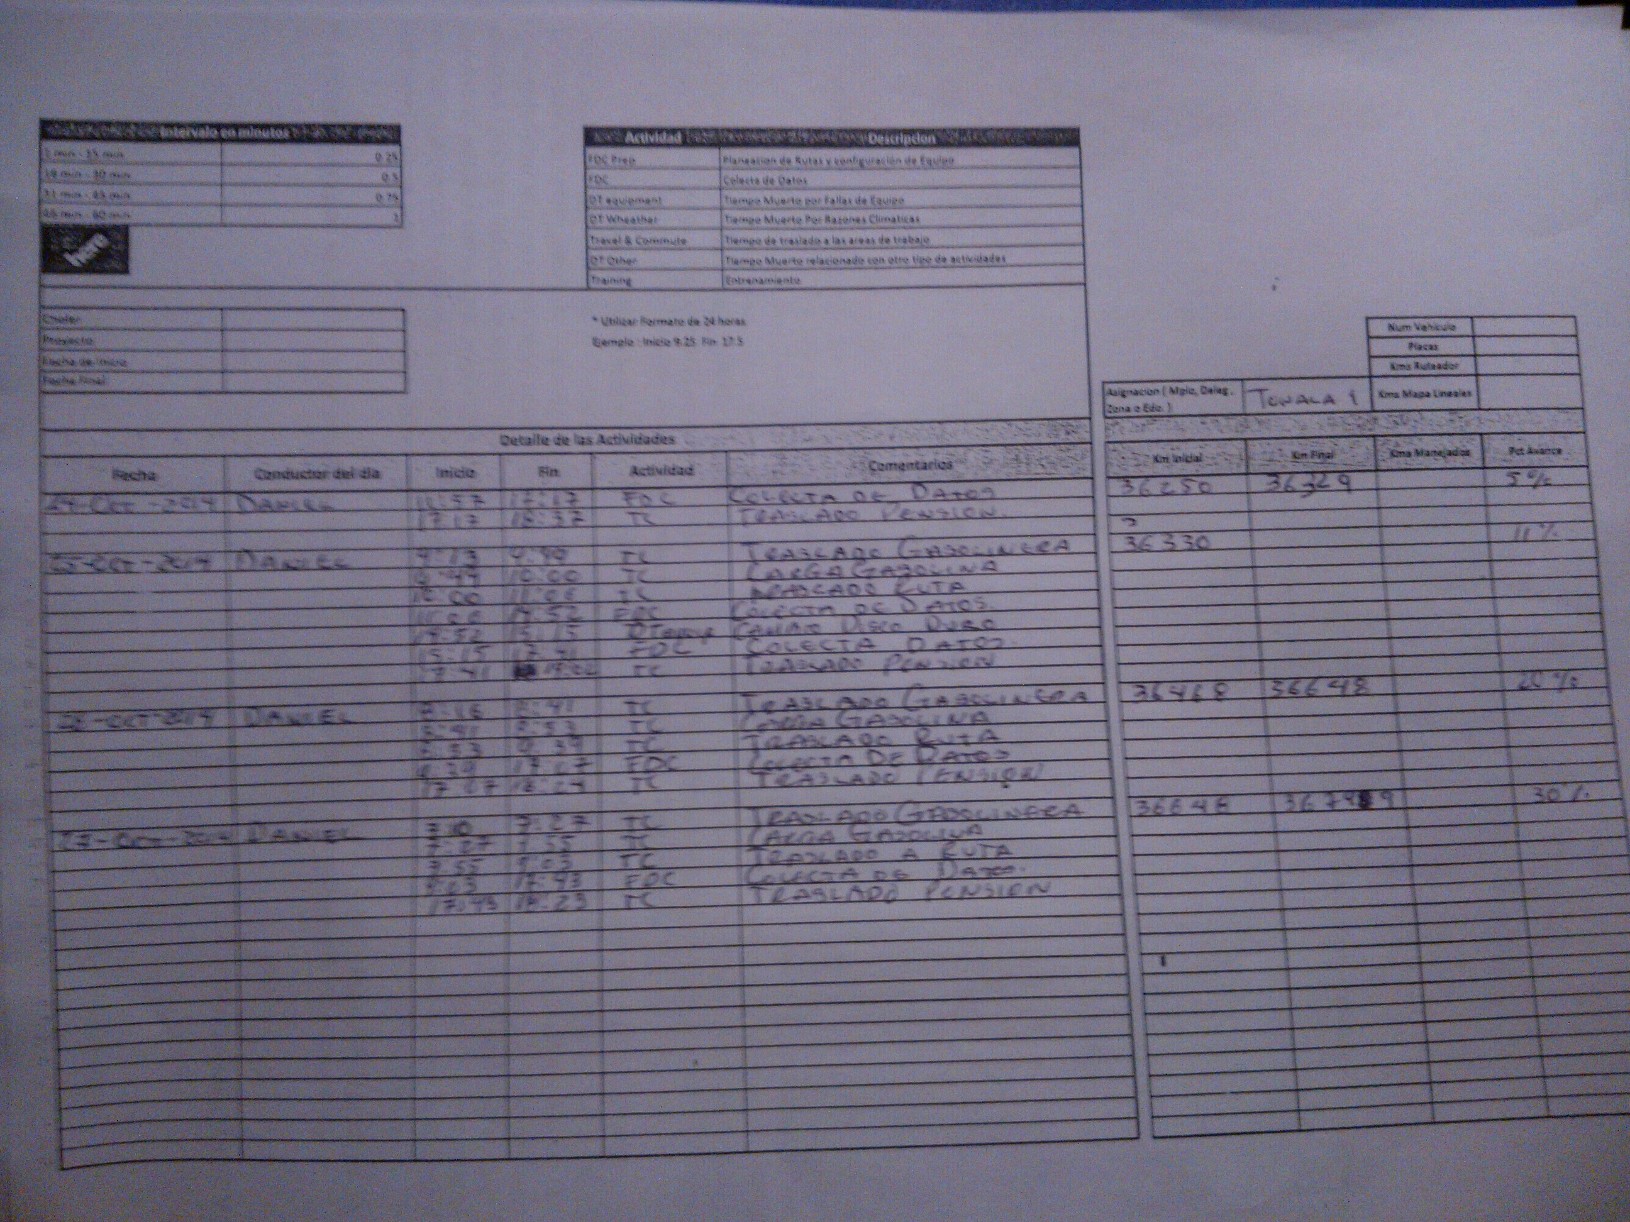 Intervalo en minutos
1 min - 15 min 0.25
16 min - 30 min 0.5
31 min - 45 min 0.75
46 min - 60 min 1
here
Actividad Descripcion
FDC Prep Planeacion de Rutas y configuración de Equipo
FDC Colecta de Datos
DT equipment Tiempo Muerto por Fallas de Equipo
DT Wheather Tiempo Muerto Por Razones Climaticas
Travel & Commute Tiempo de traslado a las areas de trabajo
DT Other Tiempo Muerto relacionado con otro tipo de actividades
Training Entrenamiento
Chofer
Proyecto
Fecha de Inicio
Fecha Final
* Utilizar Formato de 24 horas
Ejemplo : Inicio 9.25 Fin 17.5
Num Vehiculo
Placas
Kms Ruteador
Kms Mapa Lineales
Asignacion ( Mpio, Deleg,
Zona o Edo. ) TONALA 1
Detalle de las Actividades
Fecha Conductor del dia Inicio Fin Actividad Comentarios Km Inicial Km Final Kms Manejados Pct Avance
24-OCT-2014 DANIEL 11:57 17:17 FDC COLECTA DE DATOS 36250 36329 5%
17:17 18:37 TC TRASLADO PENSION.
25-OCT-2014 DANIEL 9:13 9:49 TC TRASLADO GASOLINERA 36330 11%
9:49 10:00 TC CARGA GASOLINA
10:00 11:06 TC TRASLADO RUTA
11:06 14:52 FDC COLECTA DE DATOS.
14:52 15:15 CAMBIO DISCO DURO
15:15 17:41 FDC COLECTA DATOS.
17:41 TC TRASLADO PENSION
26-OCT-2014 DANIEL 8:16 8:41 TC TRASLADO GASOLINERA 36468 36648 20%
8:41 8:53 TC CARGA GASOLINA
8:53 9:39 TC TRASLADO RUTA
9:39 17:07 FDC COLECTA DE DATOS
17:07 18:29 TC TRASLADO PENSION
27-OCT-2014 DANIEL 7:27 TC TRASLADO GASOLINERA 36648 30%
7:27 7:55 TC CARGA GASOLINA
7:55 9:03 TC TRASLADO A RUTA
9:03 17:43 FDC COLECTA DE DATOS.
17:43 18:23 TC TRASLADO PENSION